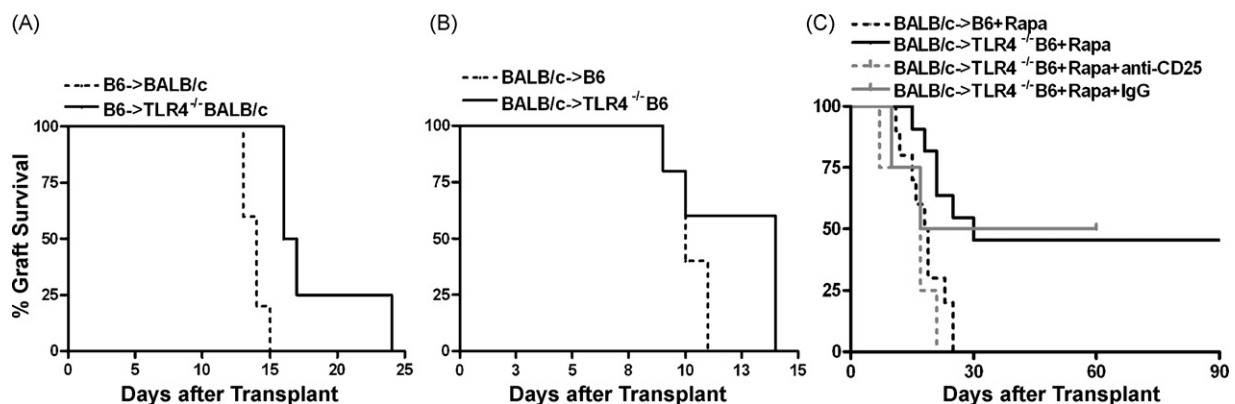 (A)
B6->BALB/c
B6->TLR4 -/- BALB/c
% Graft Survival
100
75
50
25
0
0 5 10 15 20 25
Days after Transplant
(B)
BALB/c->B6
BALB/c->TLR4 -/- B6
100
75
50
25
0
0 3 5 8 10 13 15
Days after Transplant
(C)
BALB/c->B6+Rapa
BALB/c->TLR4 -/- B6+Rapa
BALB/c->TLR4 -/- B6+Rapa+anti-CD25
BALB/c->TLR4 -/- B6+Rapa+IgG
100
75
50
25
0
0 30 60 90
Days after Transplant